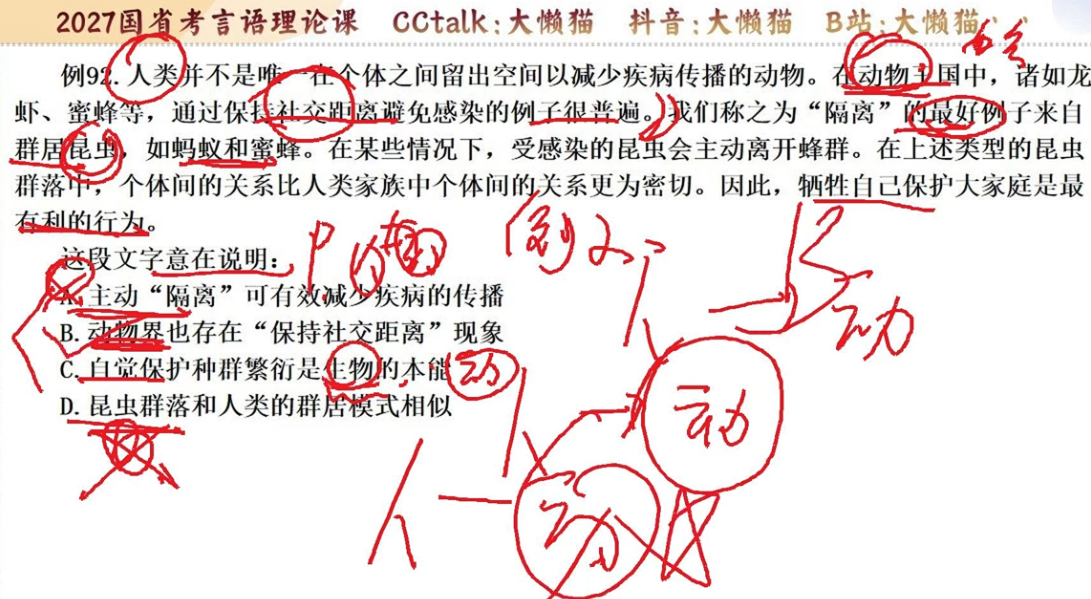 2027国省考言语理论课 CCtalk:大懒猫 抖音:大懒猫 B站:大懒猫
例92.人类并不是唯一在个体之间留出空间以减少疾病传播的动物。在动物王国中，诸如龙
虾、蜜蜂等，通过保持社交距离避免感染的例子很普遍。我们称之为“隔离”的最好例子来自
群居昆虫，如蚂蚁和蜜蜂。在某些情况下，受感染的昆虫会主动离开蜂群。在上述类型的昆虫
群落中，个体间的关系比人类家族中个体间的关系更为密切。因此，牺牲自己保护大家庭是最
有利的行为。
这段文字意在说明：
A.主动“隔离”可有效减少疾病的传播
B.动物界也存在“保持社交距离”现象
C.自觉保护种群繁衍是生物的本能
动
D.昆虫群落和人类的群居模式相似
例
动
动
人
动